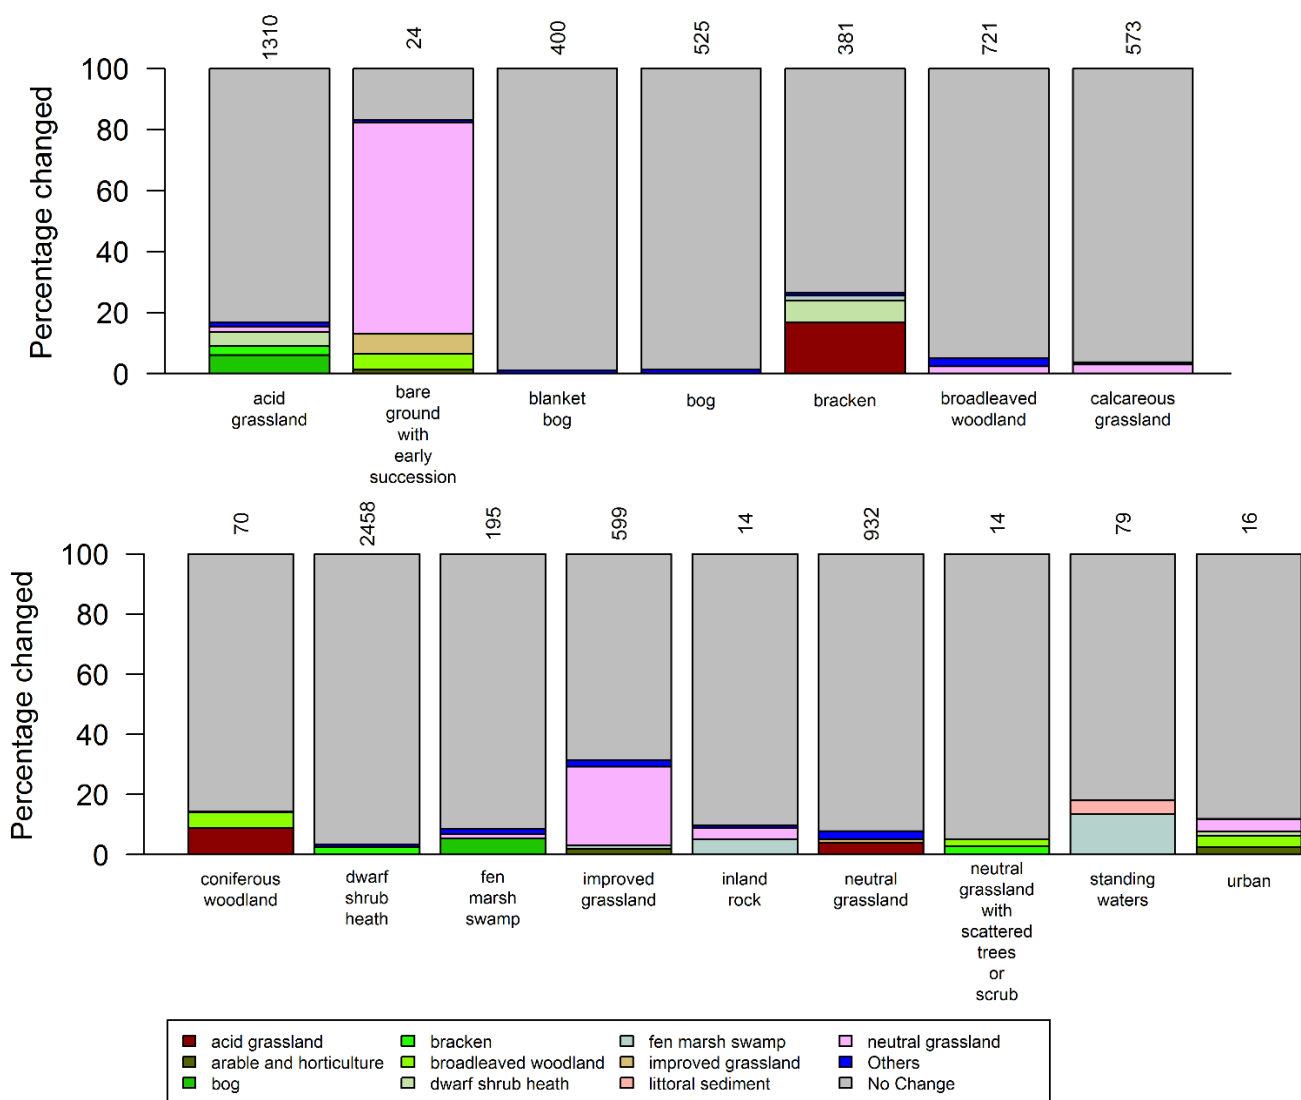 1310
24
400
525
381
721
573
Percentage changed
100
80
60
40
20
0
acid
grassland
bare
ground
with
early
succession
blanket
bog
bog
bracken
broadleaved
woodland
calcareous
grassland
70
2458
195
599
14
932
14
79
16
Percentage changed
100
80
60
40
20
0
coniferous
woodland
dwarf
shrub
heath
fen
marsh
swamp
improved
grassland
inland
rock
neutral
grassland
neutral
grassland
with
scattered
trees
or
scrub
standing
waters
urban
acid grassland
arable and horticulture
bog
bracken
broadleaved woodland
dwarf shrub heath
fen marsh swamp
improved grassland
littoral sediment
neutral grassland
Others
No Change